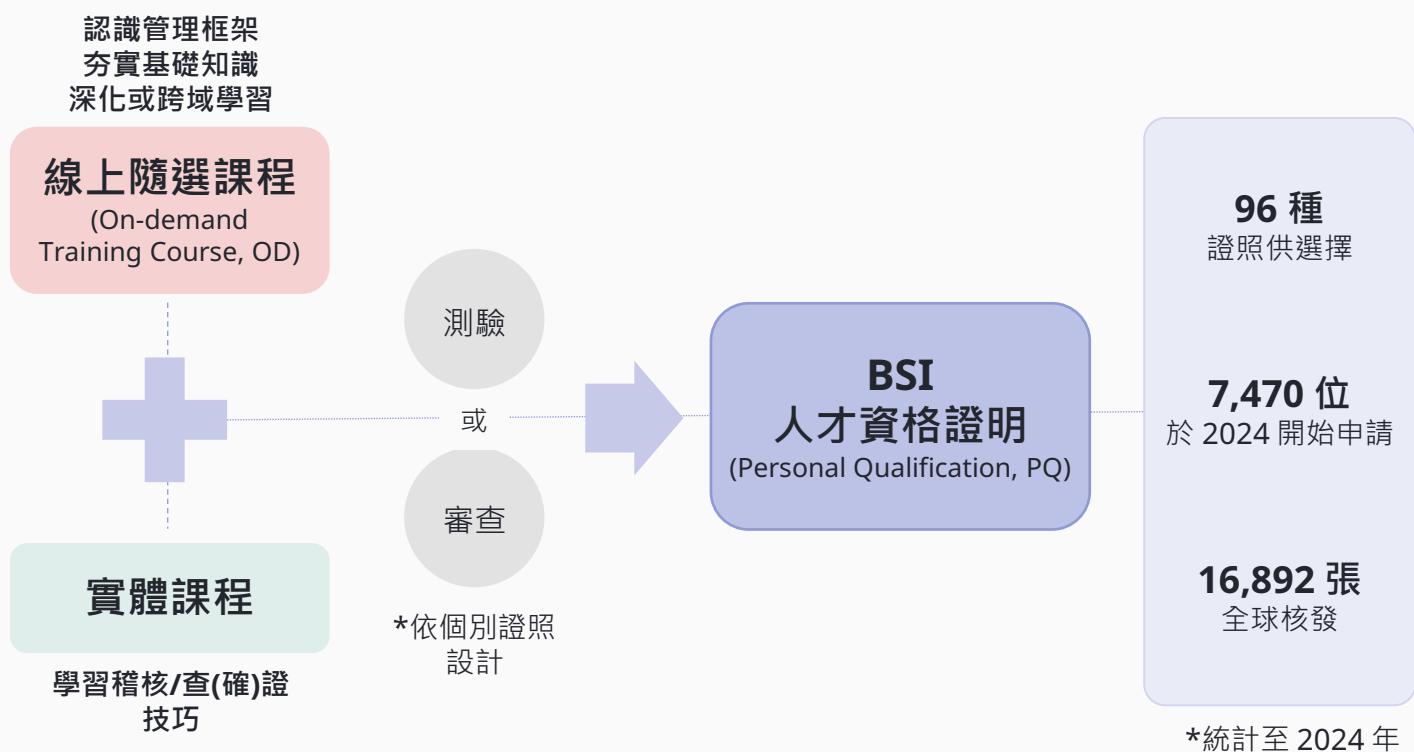 認識管理框架
夯實基礎知識
深化或跨域學習
線上隨選課程
(On-demand
Training Course, OD)
實體課程
學習稽核/查(確)證
技巧
測驗
或
審查
*依個別證照
設計
BSI
人才資格證明
(Personal Qualification, PQ)
96 種
證照供選擇
7,470 位
於 2024 開始申請
16,892 張
全球核發
*統計至 2024 年